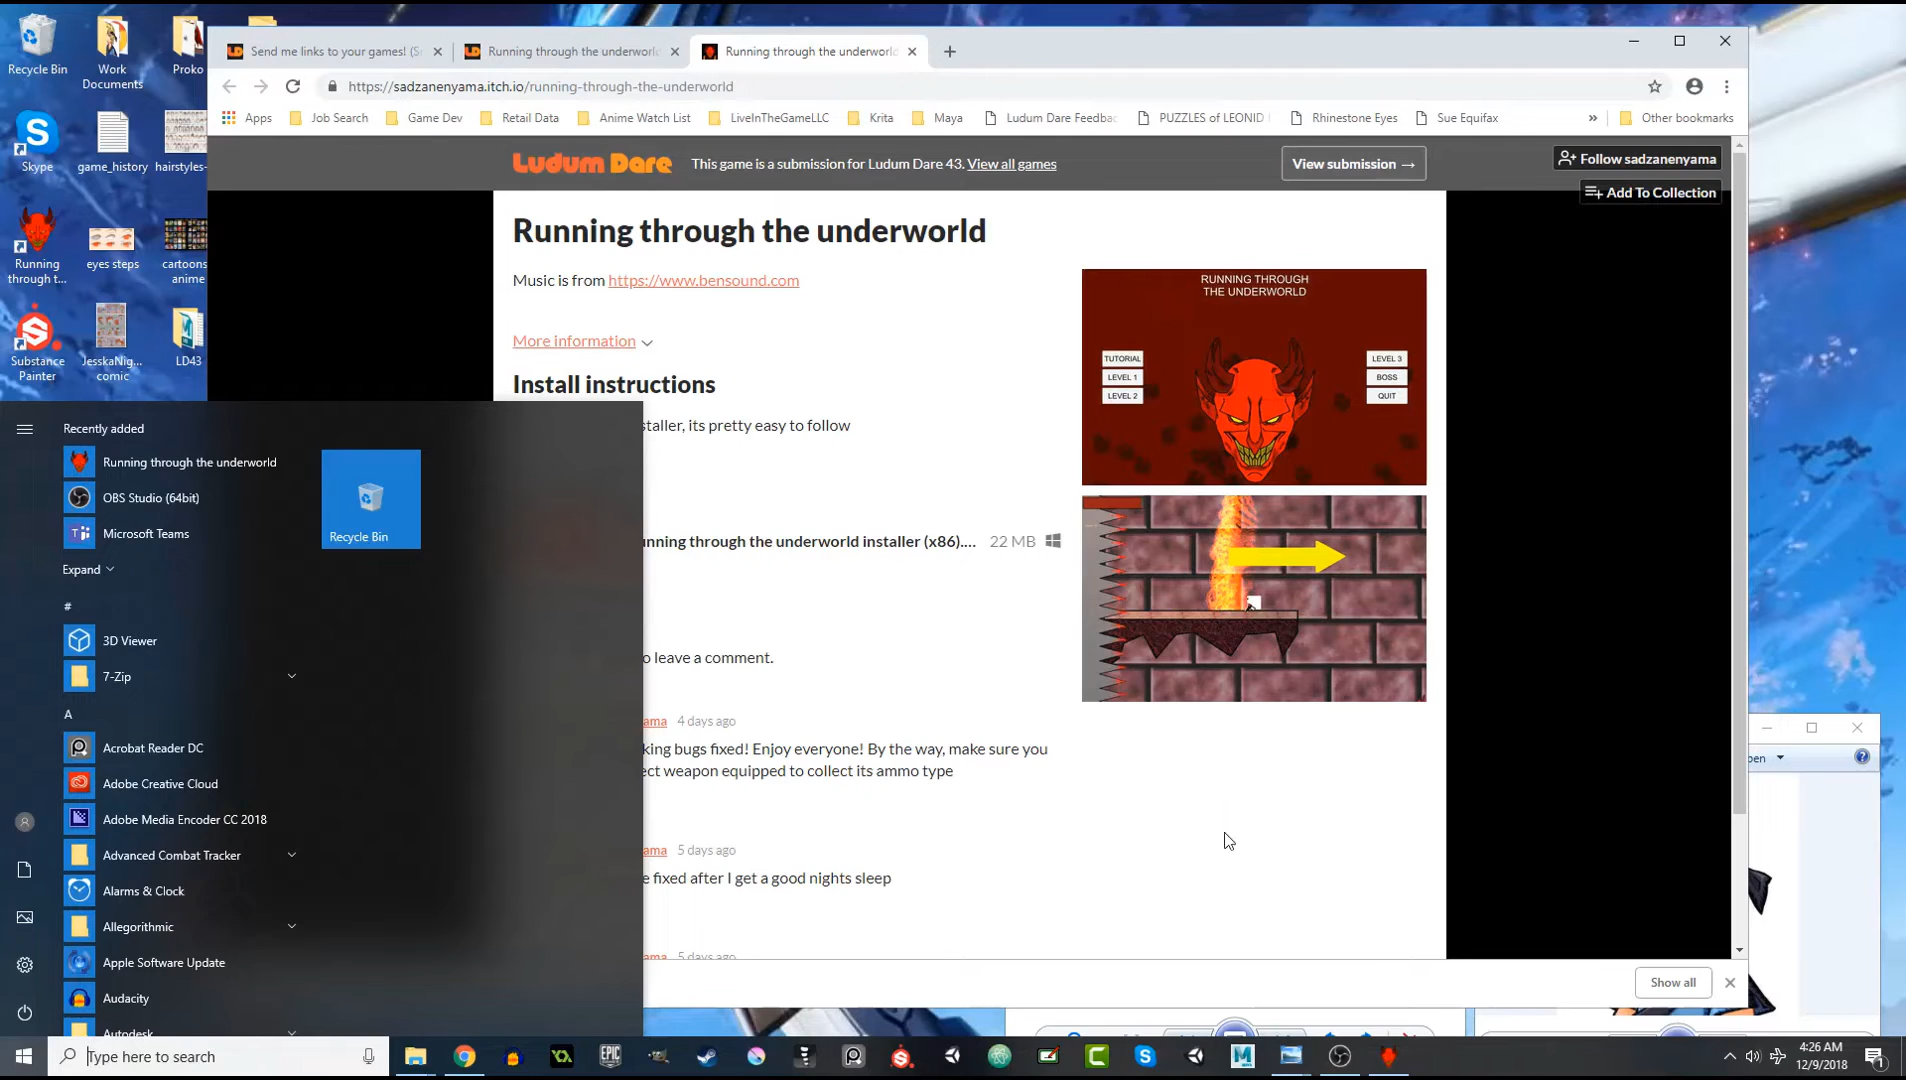 Recycle Bin
Work Documents
Proko
Skype
game_history
hairstyles-
Running through t...
eyes steps
cartoons anime
Substance Painter
JesskaNig... comic
LD43
Send me links to your games! (S
Running through the underworld
Running through the underworld
https://sadzanenyama.itch.io/running-through-the-underworld
Apps
Job Search
Game Dev
Retail Data
Anime Watch List
LiveInTheGameLLC
Krita
Maya
Ludum Dare Feedbac
PUZZLES of LEONID
Rhinestone Eyes
Sue Equifax
»
Other bookmarks
LUDUM DARE
This game is a submission for Ludum Dare 43. View all games
View submission →
Follow sadzanenyama
Add To Collection
Running through the underworld
Music is from https://www.bensound.com
More information
Install instructions
taller, its pretty easy to follow
unning through the underworld installer (x86)....
22 MB
o leave a comment.
ama 4 days ago
king bugs fixed! Enjoy everyone! By the way, make sure you
ect weapon equipped to collect its ammo type
ama 5 days ago
e fixed after I get a good nights sleep
ama 5 days ago
RUNNING THROUGH
THE UNDERWORLD
TUTORIAL
LEVEL 1
LEVEL 2
LEVEL 3
BOSS
QUIT
Recently added
Running through the underworld
OBS Studio (64bit)
Microsoft Teams
Expand
Recycle Bin
#
3D Viewer
7-Zip
A
Acrobat Reader DC
Adobe Creative Cloud
Adobe Media Encoder CC 2018
Advanced Combat Tracker
Alarms & Clock
Allegorithmic
Apple Software Update
Audacity
Autodesk
pen
Show all
Type here to search
EPIC
4:26 AM
12/9/2018
1